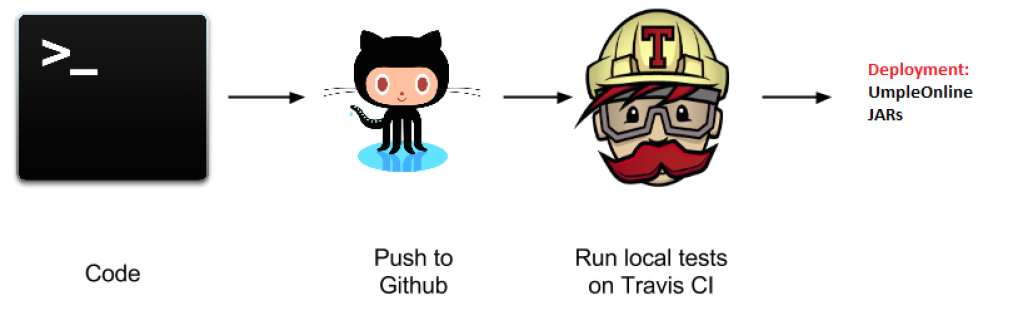 >_
T
Deployment:
UmpleOnline
JARs
Code
Push to
Github
Run local tests
on Travis CI